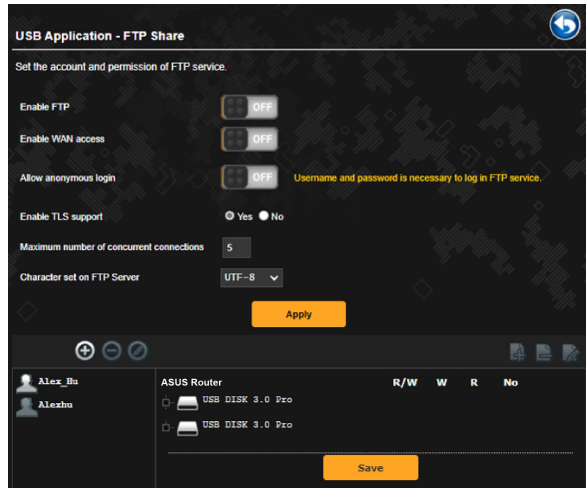 USB Application - FTP Share
Set the account and permission of FTP service.
Enable FTP OFF
Enable WAN access OFF
Allow anonymous login OFF Username and password is necessary to log in FTP service.
Enable TLS support Yes No
Maximum number of concurrent connections 5
Character set on FTP Server UTF-8
Apply
Alex_Hu ASUS Router R/W W R No
Alexhu USB DISK 3.0 Pro
USB DISK 3.0 Pro
Save